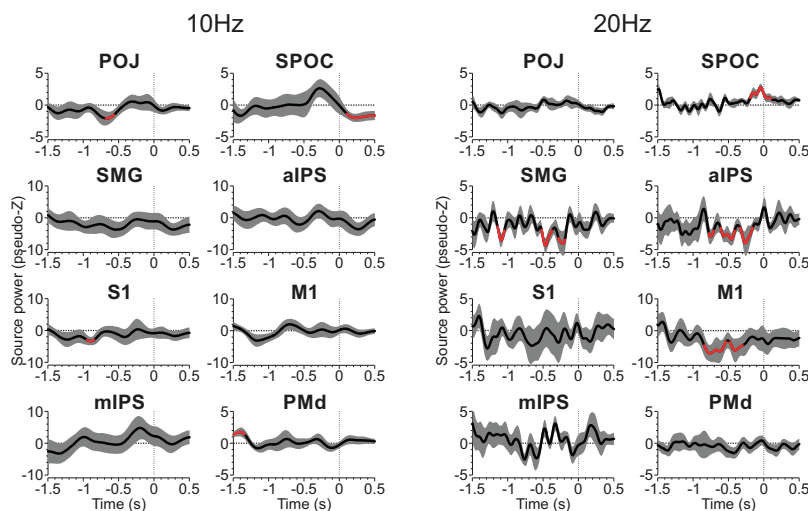 10Hz
20Hz
POJ
SPOC
POJ
SPOC
5 5 5 5
0 0 0 0
-5 -5 -5 -5
-1.5 -1 -0.5 0 0.5 -1.5 -1 -0.5 0 0.5 -1.5 -1 -0.5 0 0.5 -1.5 -1 -0.5 0 0.5
SMG
aIPS
SMG
aIPS
10 10 5 5
0 0 0 0
-10 -10 -5 -5
-1.5 -1 -0.5 0 0.5 -1.5 -1 -0.5 0 0.5 -1.5 -1 -0.5 0 0.5 -1.5 -1 -0.5 0 0.5
Source power (pseudo-Z)
Source power (pseudo-Z)
S1
M1
S1
M1
10 10 5 10
0 0 0 0
-10 -10 -5 -10
-1.5 -1 -0.5 0 0.5 -1.5 -1 -0.5 0 0.5 -1.5 -1 -0.5 0 0.5 -1.5 -1 -0.5 0 0.5
mIPS
PMd
mIPS
PMd
10 5 5 5
0 0 0 0
-10 -5 -5 -5
-1.5 -1 -0.5 0 0.5 -1.5 -1 -0.5 0 0.5 -1.5 -1 -0.5 0 0.5 -1.5 -1 -0.5 0 0.5
Time (s)
Time (s)
Time (s)
Time (s)